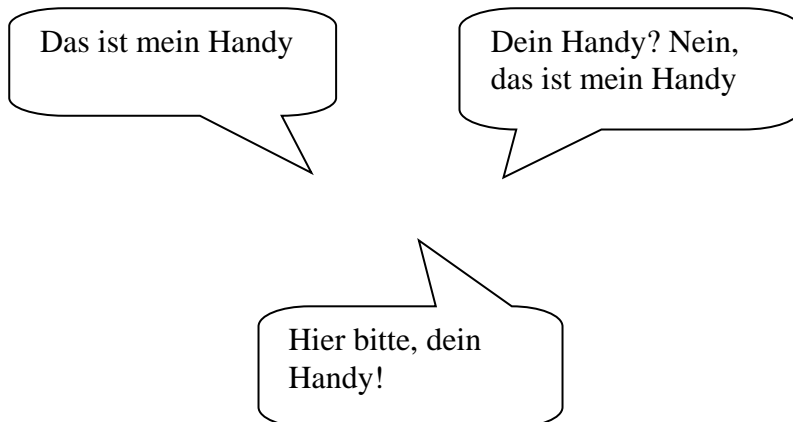 Das ist mein Handy
Dein Handy? Nein,
das ist mein Handy
Hier bitte, dein
Handy!